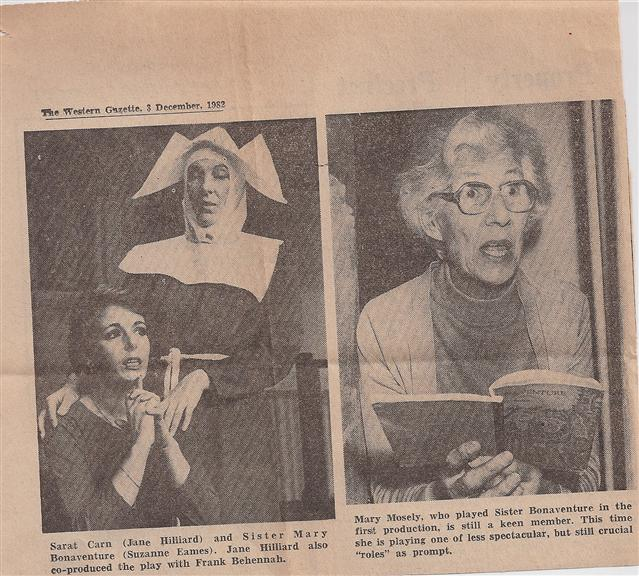 The Western Gazette, 3 December, 1982
Sarat Carn (Jane Hilliard) and Sister Mary
Bonaventure (Suzanne Eames). Jane Hilliard also
co-produced the play with Frank Behennah.
VENTURE
Mary Mosely, who played Sister Bonaventure in the
first production, is still a keen member. This time
she is playing one of less spectacular, but still crucial
"roles" as prompt.